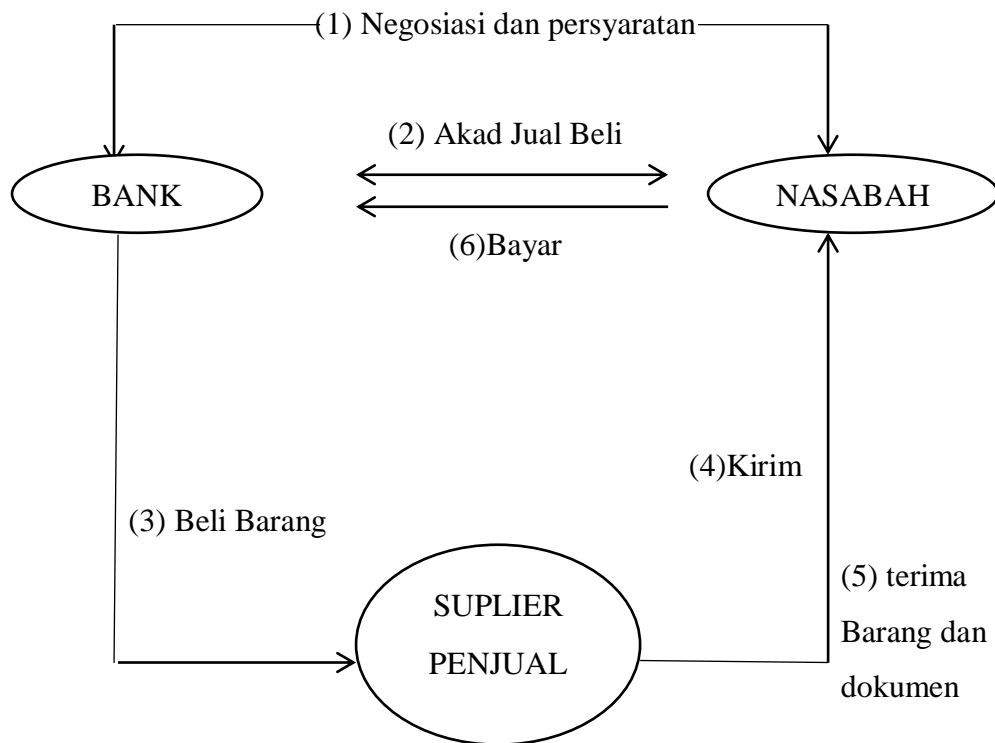 (1) Negosiasi dan persyaratan
(2) Akad Jual Beli
BANK
NASABAH
(6)Bayar
(4)Kirim
(3) Beli Barang
SUPLIER
PENJUAL
(5) terima
Barang dan
dokumen